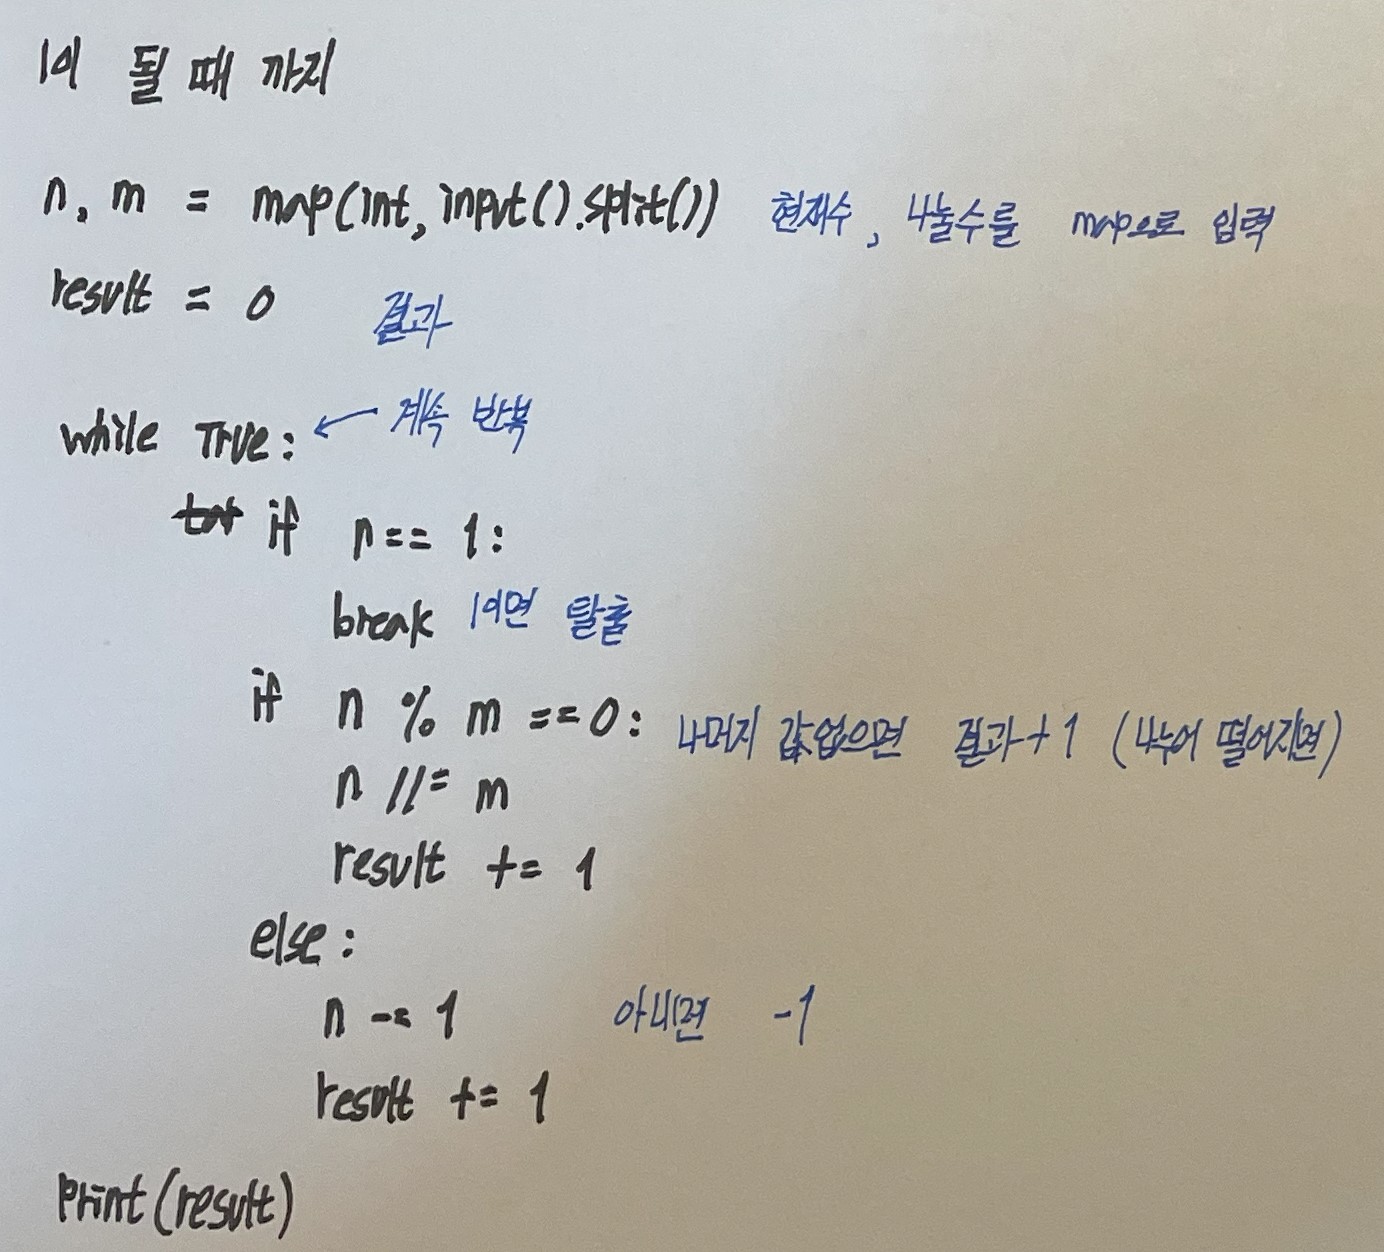 1이 될 때 까지
n, m = map(int, input().split()) 현재수, 나눌수를 map으로 입력
result = 0 결과
while True: ← 계속 반복
if n == 1:
break 1이면 탈출
if n % m == 0: 나머지 값없으면 결과+1 (나누어 떨어지면)
n //= m
result += 1
else:
n -= 1 아니면 -1
result += 1
print(result)